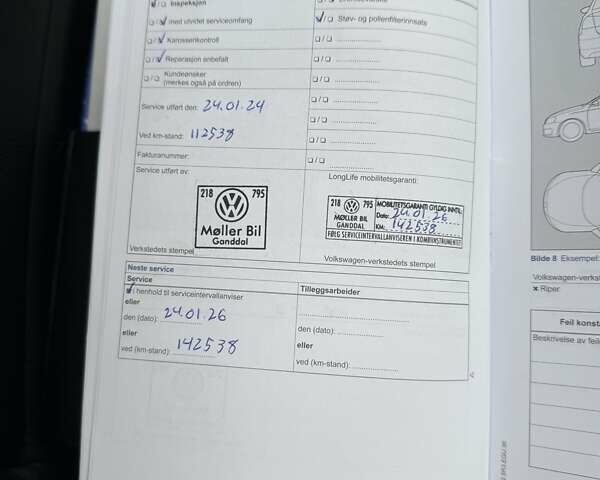 Inspeksjon
med utvidet serviceomfang
Støv- og pollenfilterinnsats
Karosserikontroll
Reparasjon anbefalt
Kundeønsker
(merkes også på ordren)
Service utført den: 24.01.24
Ved km-stand: 112538
Fakturanummer:
Service utført av:
LongLife mobilitetsgaranti:
218 795
Møller Bil
Ganddal
218 795
MØLLER BIL
GANDDAL
MOBILITETSGARANTI GYLDIG INNTIL:
Dato: 24.01.26
KM: 142538
FØLG SERVICEINTERVALLANVISEREN I KOMBIINSTRUMENTET
Verkstedets stempel
Volkswagen-verkstedets stempel
Neste service
Service
Tilleggsarbeider
i henhold til serviceintervallanviser
eller
den (dato): 24.01.26
eller
ved (km-stand): 142538
den (dato):
eller
ved (km-stand):
Bilde 8 Eksempel:
Volkswagen-verk
Riper
Feil konst
Beskrivelse av feil